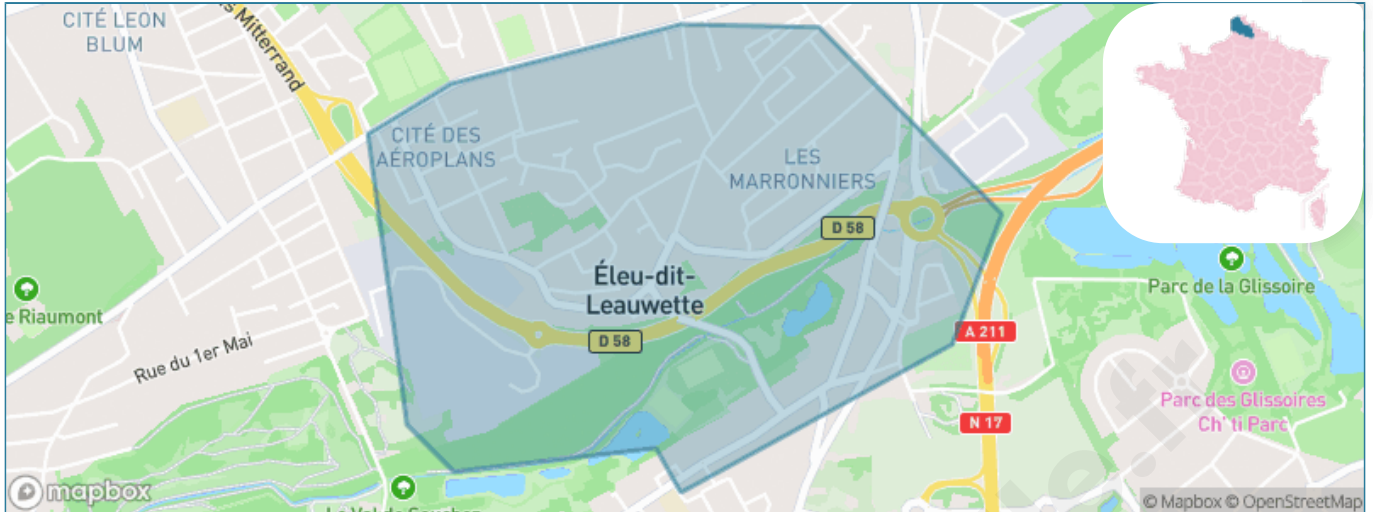 CITÉ LEON
BLUM
Mitterrand
CITÉ DES
AÉROPLANS
LES
MARRONNIERS
D 58
Éleu-dit-
Leauwette
D 58
A 211
N 17
Parc de la Glissoire
Parc des Glissoires
Ch' ti Parc
e Riaumont
Rue du 1er Mai
mapbox
© Mapbox © OpenStreetMap